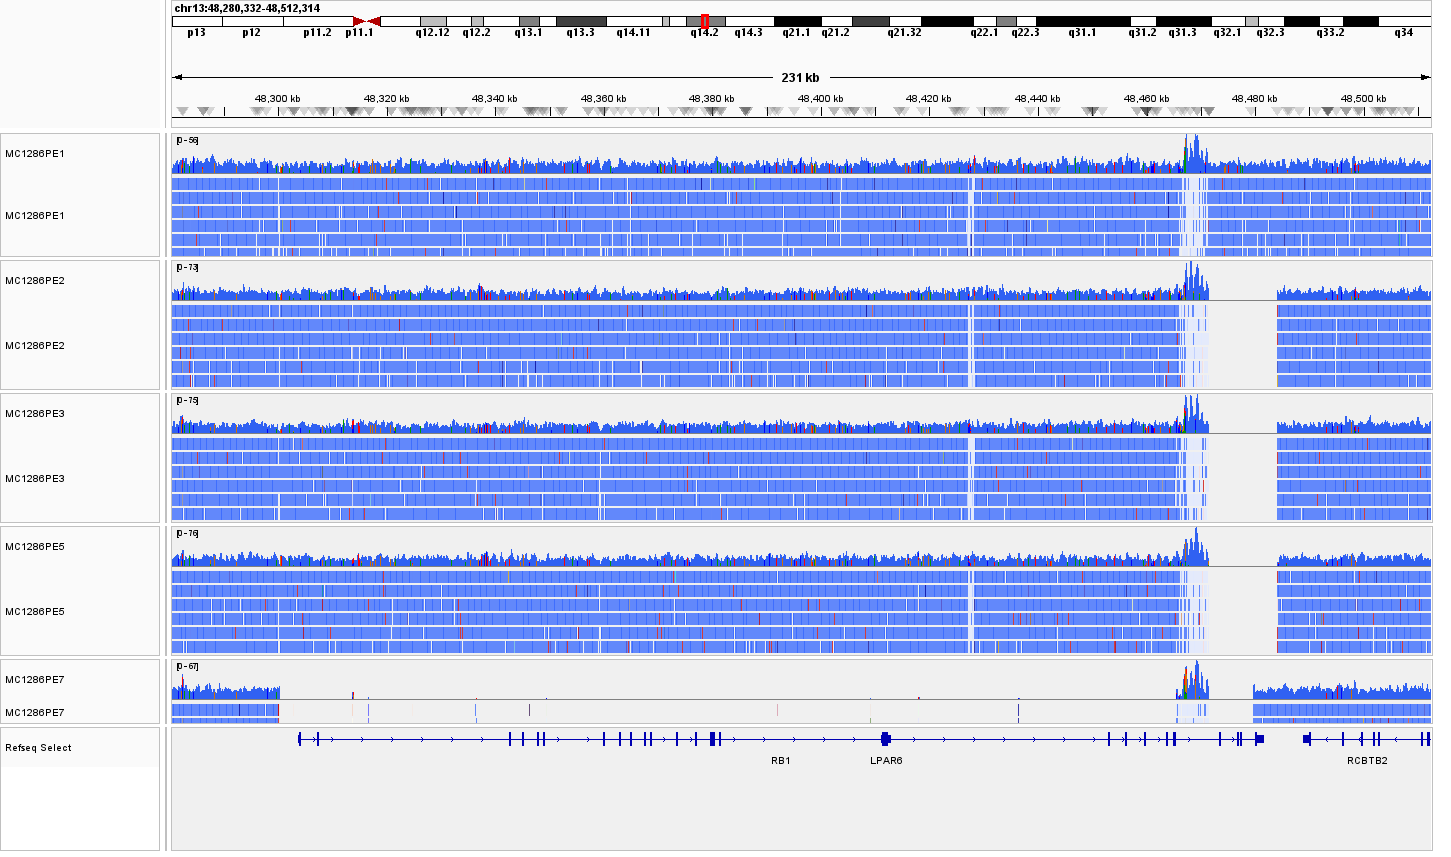 chr13:48,280,332-48,512,314
p13 p12 p11.2 p11.1 q12.12 q12.2 q13.1 q13.3 q14.11 q14.2 q14.3 q21.1 q21.2 q21.32 q22.1 q22.3 q31.1 q31.2 q31.3 q32.1 q32.3 q33.2 q34
231 kb
48,300 kb 48,320 kb 48,340 kb 48,360 kb 48,380 kb 48,400 kb 48,420 kb 48,440 kb 48,460 kb 48,480 kb 48,500 kb
[0-56]
MC1286PE1
MC1286PE1
[0-73]
MC1286PE2
MC1286PE2
[0-75]
MC1286PE3
MC1286PE3
[0-76]
MC1286PE5
MC1286PE5
[0-67]
MC1286PE7
MC1286PE7
Refseq Select
RB1 LPAR6 RCBTB2